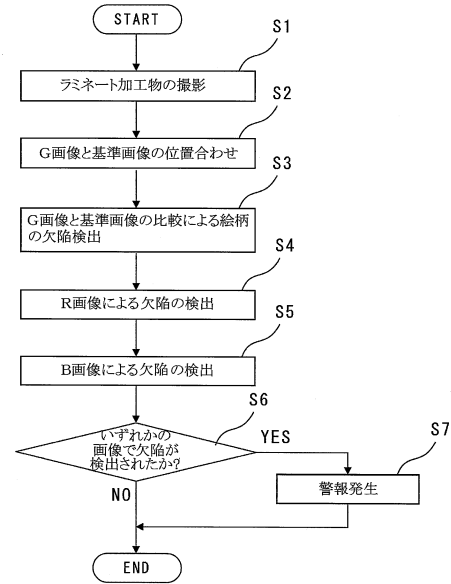 START
S1
ラミネート加工物の撮影
S2
G画像と基準画像の位置合わせ
S3
G画像と基準画像の比較による絵柄
の欠陥検出
S4
R画像による欠陥の検出
S5
B画像による欠陥の検出
S6
いずれかの
画像で欠陥が
検出されたか?
YES
S7
警報発生
NO
END